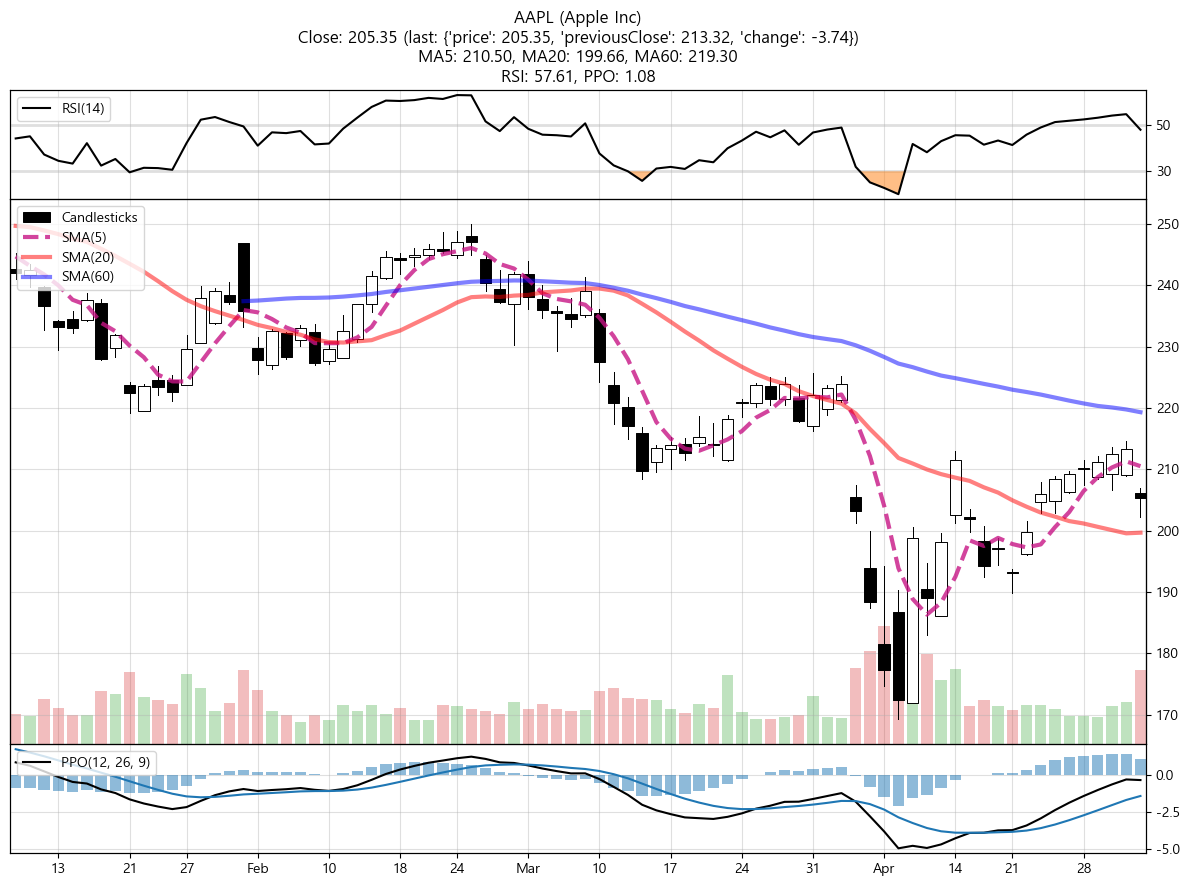 AAPL (Apple Inc)
Close: 205.35 (last: {'price': 205.35, 'previousClose': 213.32, 'change': -3.74})
MA5: 210.50, MA20: 199.66, MA60: 219.30
RSI: 57.61, PPO: 1.08
RSI(14)
50
30
Candlesticks
SMA(5)
SMA(20)
SMA(60)
250
240
230
220
210
200
190
180
170
PPO(12, 26, 9)
0.0
−2.5
−5.0
13 21 27 Feb 10 18 24 Mar 10 17 24 31 Apr 14 21 28